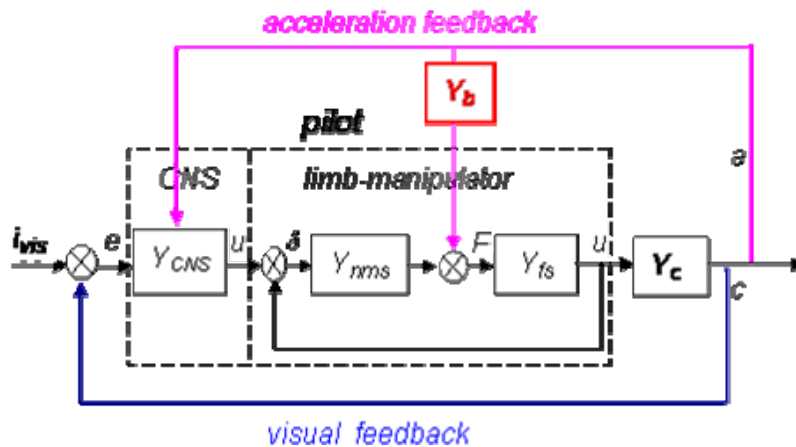 acceleration feedback
Y_b
pilot
CNS
limb-manipulator
a
i_vis
e
Y_CNS
u
Y_nms
F
Y_fs
u
Y_c
c
visual feedback